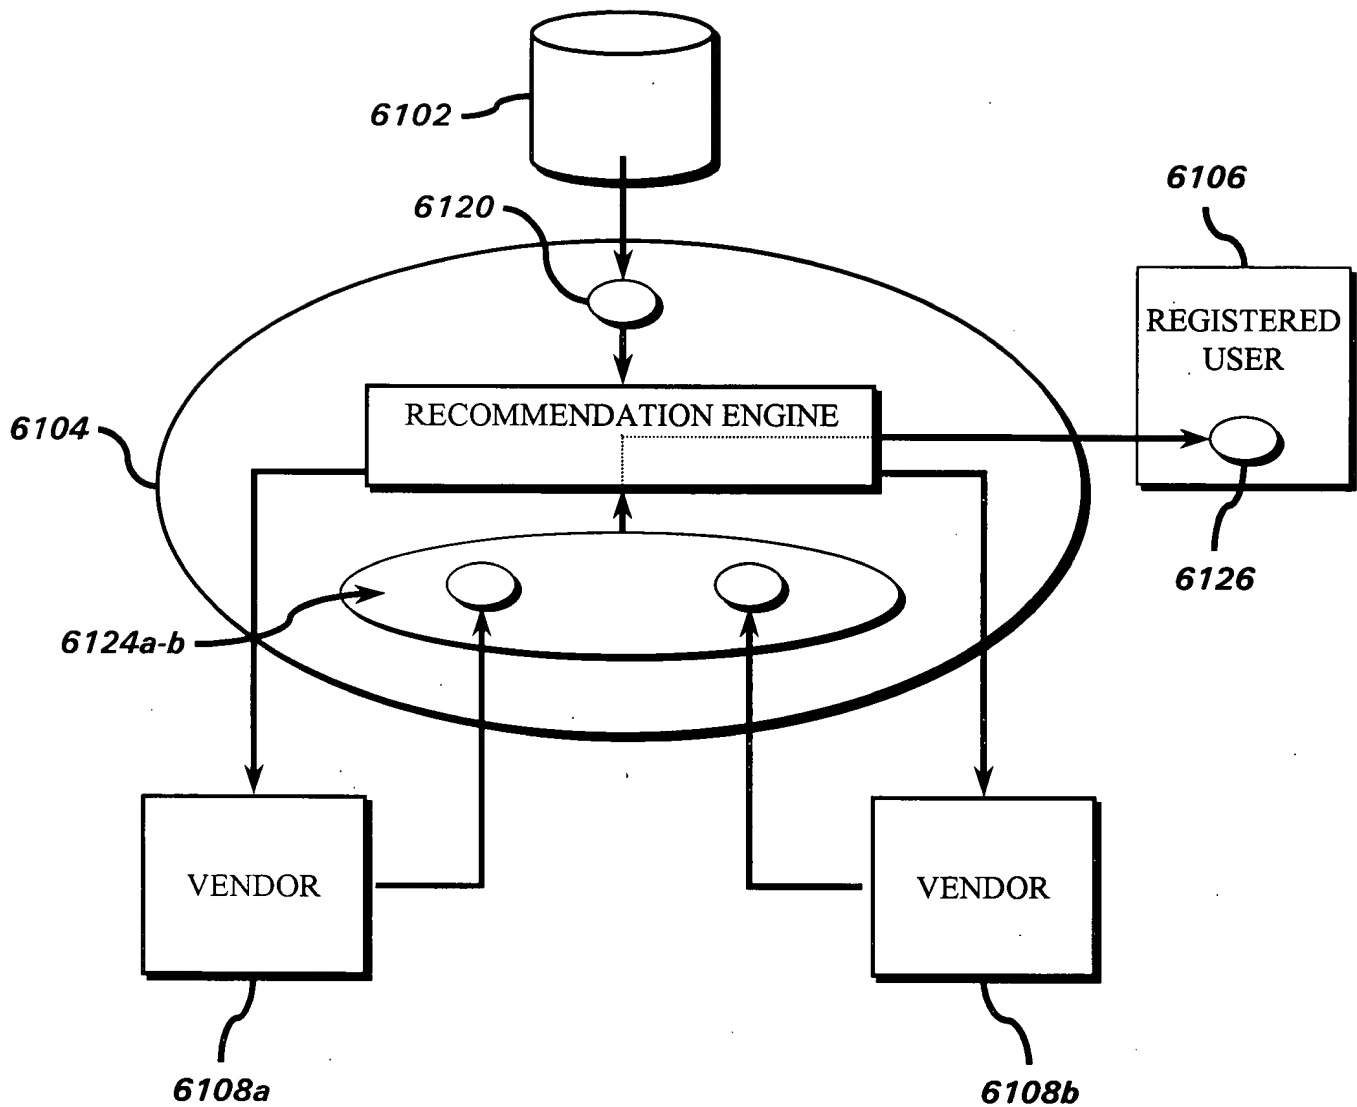 6102
6120
6106
REGISTERED
USER
RECOMMENDATION ENGINE
6104
6126
6124a-b
VENDOR
VENDOR
6108a
6108b